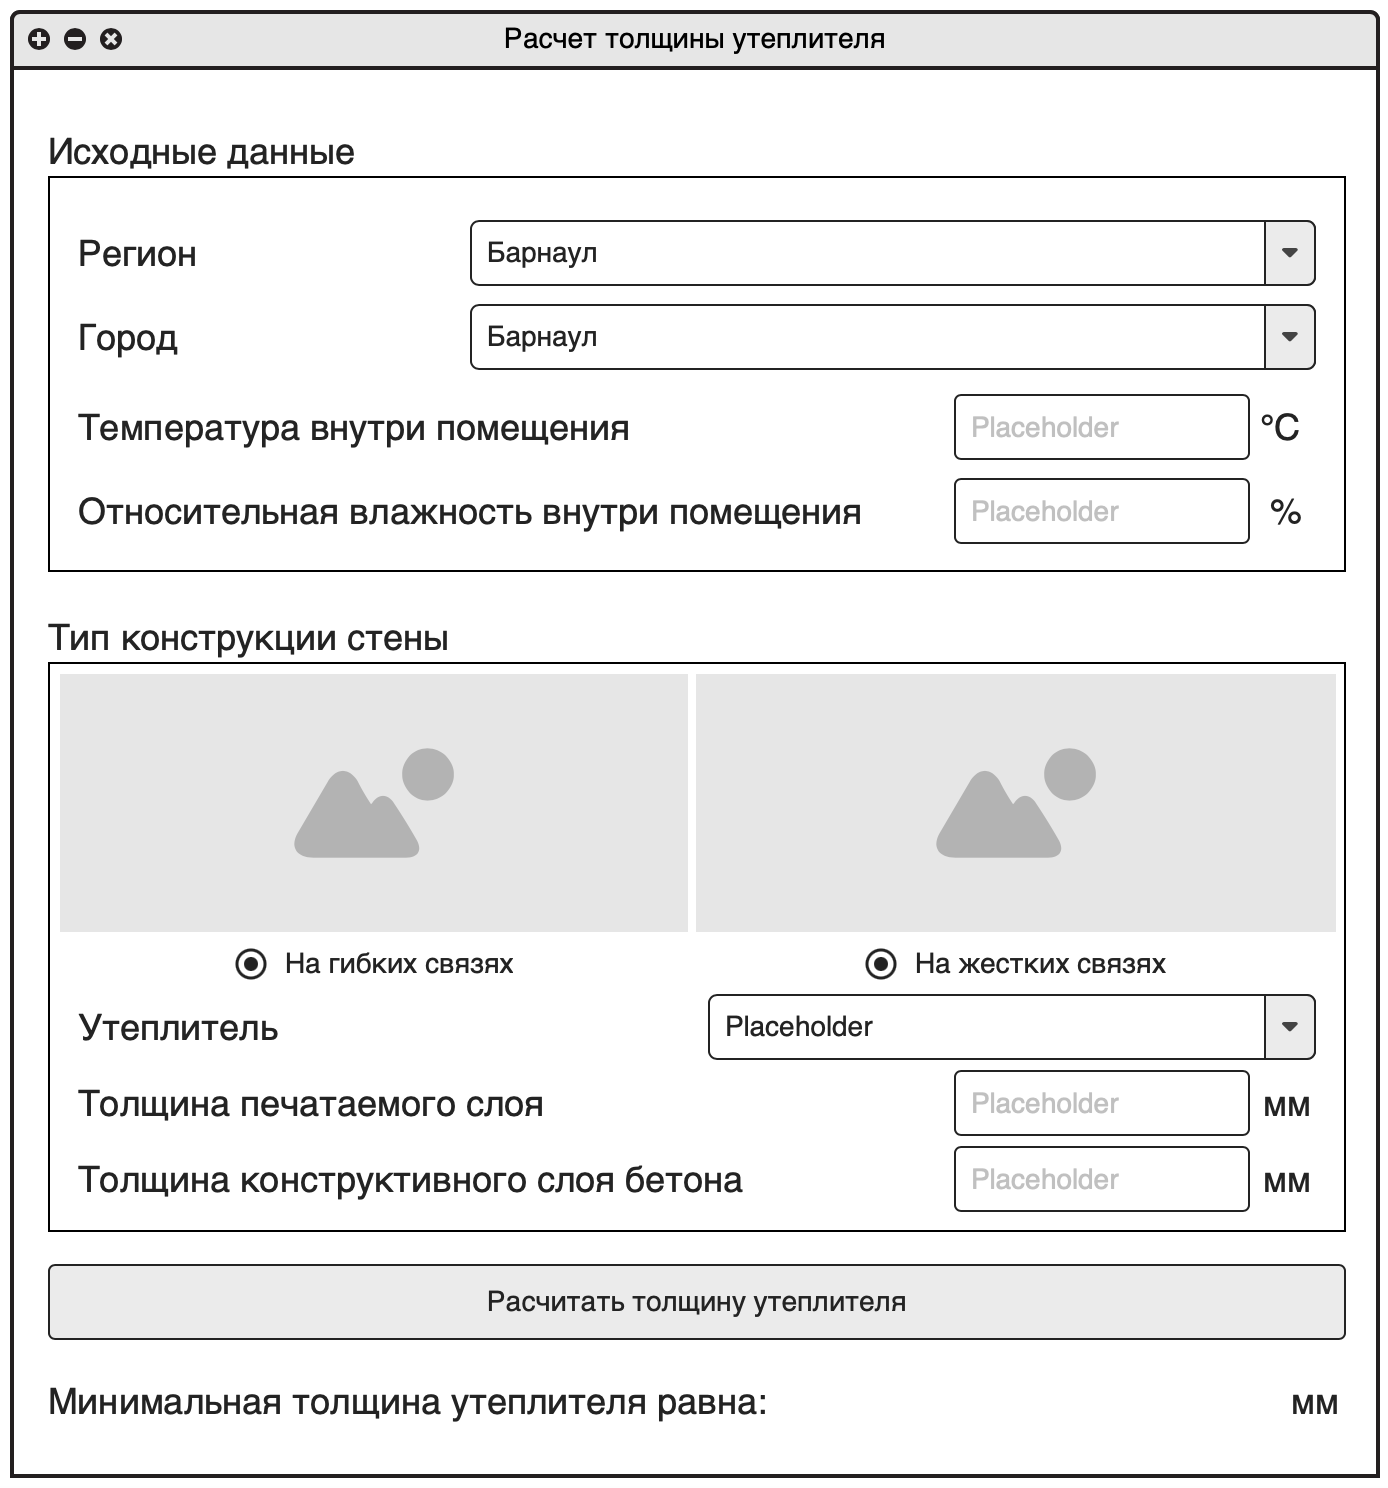 Расчет толщины утеплителя
Исходные данные
Регион
Барнаул
Город
Барнаул
Температура внутри помещения
Placeholder
°C
Относительная влажность внутри помещения
Placeholder
%
Тип конструкции стены
На гибких связях
На жестких связях
Утеплитель
Placeholder
Толщина печатаемого слоя
Placeholder
мм
Толщина конструктивного слоя бетона
Placeholder
мм
Расчитать толщину утеплителя
Минимальная толщина утеплителя равна:
мм